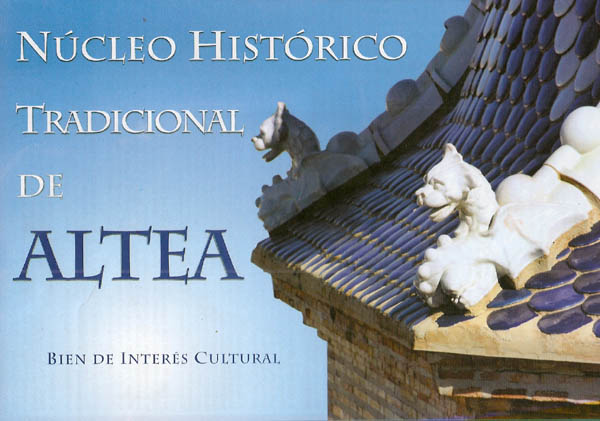 NÚCLEO HISTÓRICO
TRADICIONAL
DE
ALTEA
BIEN DE INTERÉS CULTURAL